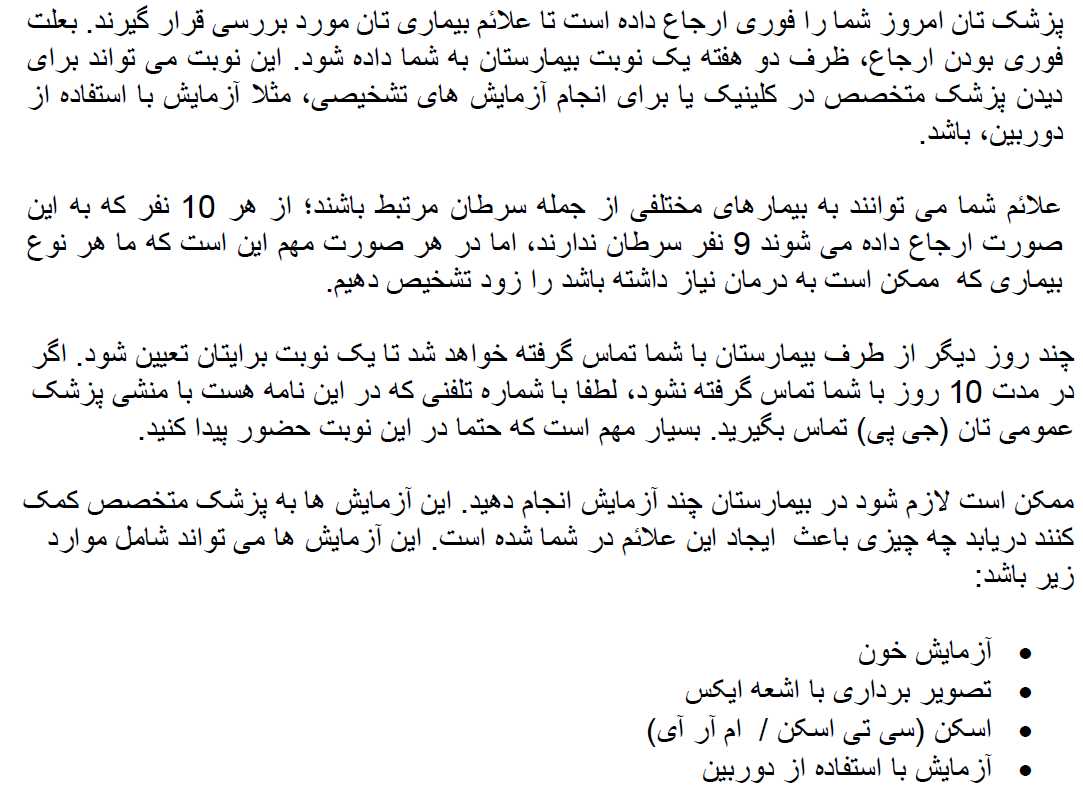 پزشک تان امروز شما را فوری ارجاع داده است تا علائم بیماری تان مورد بررسی قرار گیرند. بعلت
فوری بودن ارجاع، ظرف دو هفته یک نوبت بیمارستان به شما داده شود. این نوبت می تواند برای
دیدن پزشک متخصص در کلینیک یا برای انجام آزمایش های تشخیصی، مثلا آزمایش با استفاده از
دوربین، باشد.
علائم شما می توانند به بیمارهای مختلفی از جمله سرطان مرتبط باشند؛ از هر 10 نفر که به این
صورت ارجاع داده می شوند 9 نفر سرطان ندارند، اما در هر صورت مهم این است که ما هر نوع
بیماری که ممکن است به درمان نیاز داشته باشد را زود تشخیص دهیم.
چند روز دیگر از طرف بیمارستان با شما تماس گرفته خواهد شد تا یک نوبت برایتان تعیین شود. اگر
در مدت 10 روز با شما تماس گرفته نشود، لطفا با شماره تلفنی که در این نامه هست با منشی پزشک
عمومی تان (جی پی) تماس بگیرید. بسیار مهم است که حتما در این نوبت حضور پیدا کنید.
ممکن است لازم شود در بیمارستان چند آزمایش انجام دهید. این آزمایش ها به پزشک متخصص کمک
کنند دریابد چه چیزی باعث ایجاد این علائم در شما شده است. این آزمایش ها می تواند شامل موارد
زیر باشد:
• آزمایش خون
• تصویر برداری با اشعه ایکس
• اسکن (سی تی اسکن / ام آر آی)
• آزمایش با استفاده از دوربین